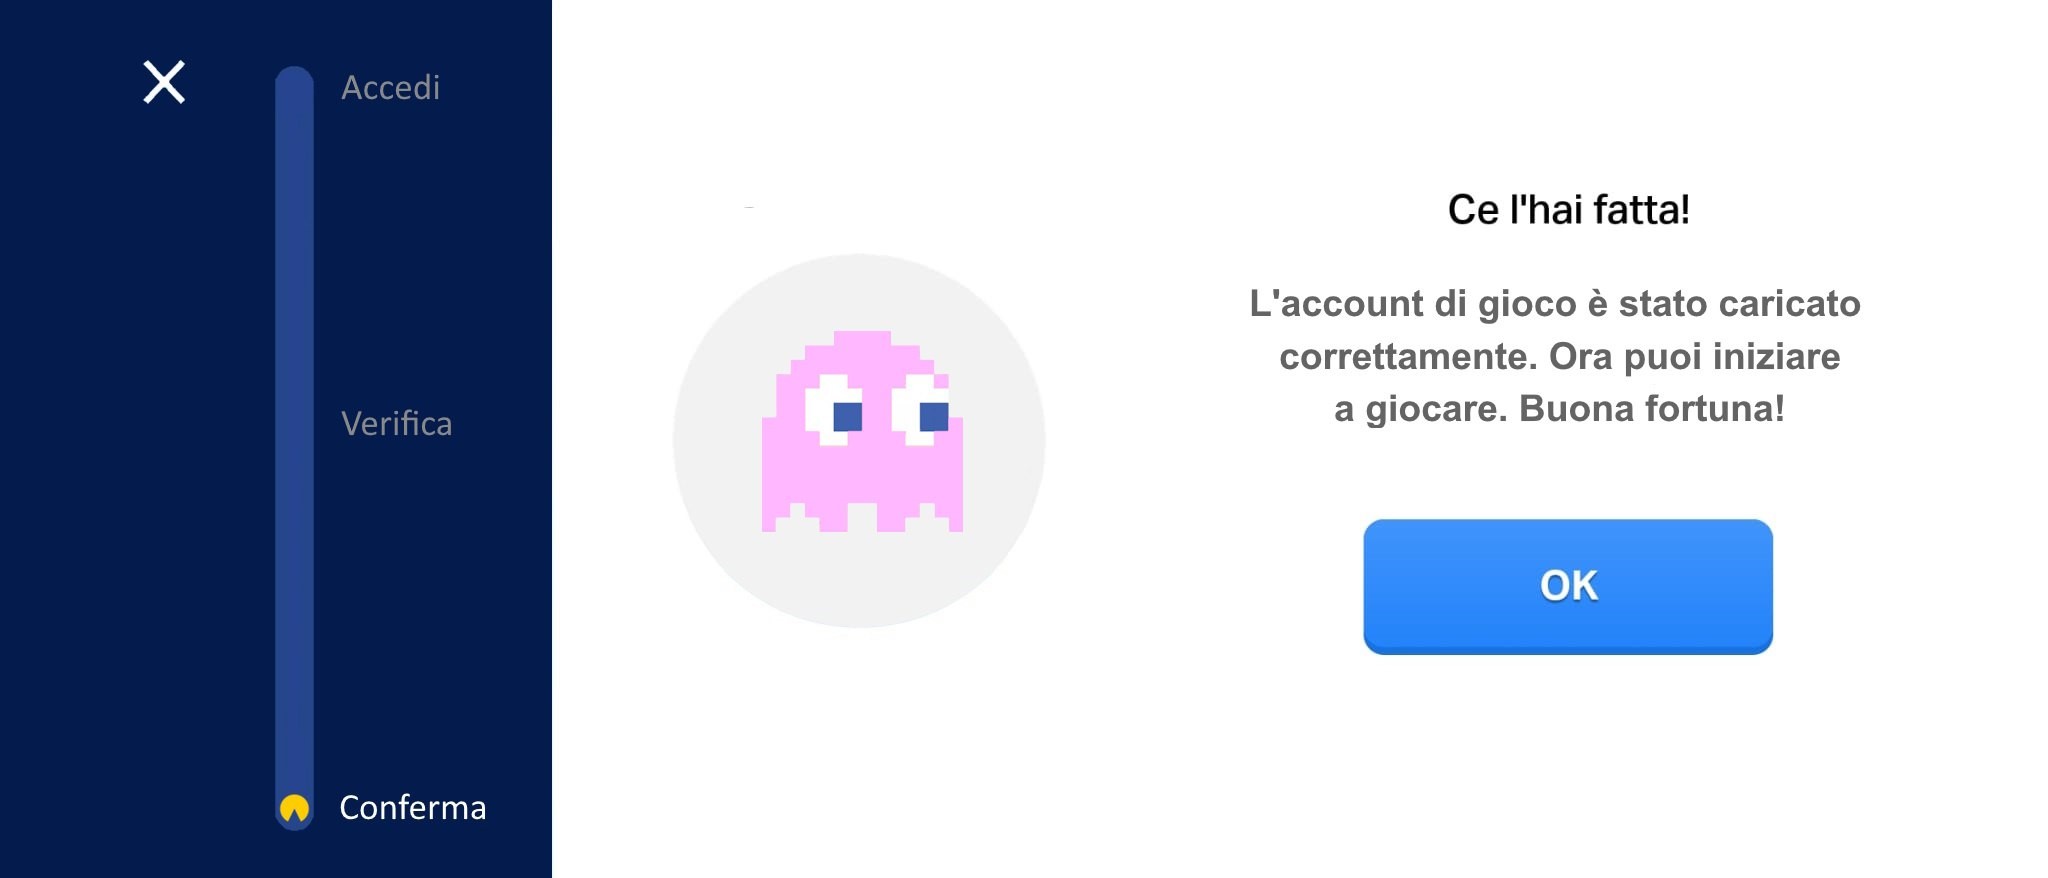 Accedi
Verifica
Conferma
Ce l'hai fatta!
L'account di gioco è stato caricato
correttamente. Ora puoi iniziare
a giocare. Buona fortuna!
OK